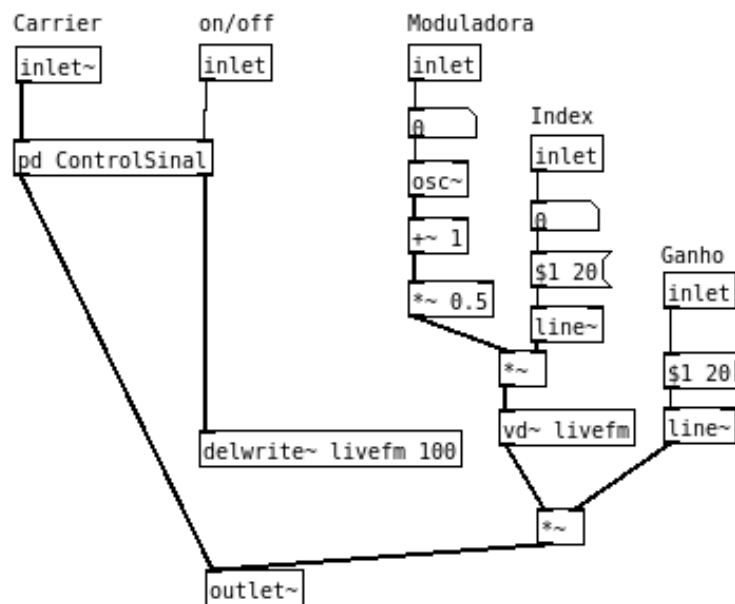 Carrier
on/off
Moduladora
inlet~
inlet
inlet
0
Index
inlet
pd ControlSinal
osc~
0
+~ 1
$1 20
Ganho
inlet
*~ 0.5
line~
*~
$1 20
vd~ livefm
line~
delwrite~ livefm 100
*~
outlet~